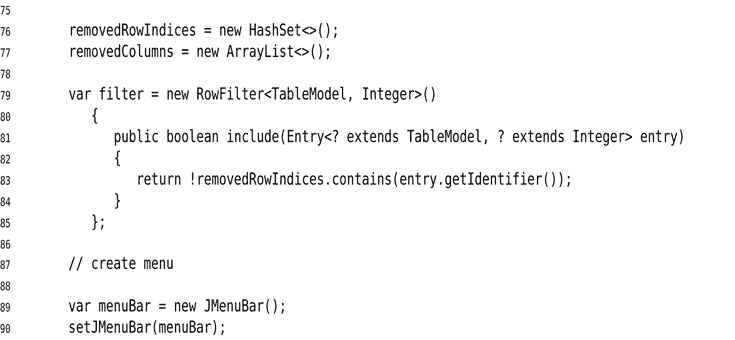 75
76 removedRowIndices = new HashSet<>();
77 removedColumns = new ArrayList<>();
78
79 var filter = new RowFilter<TableModel, Integer>()
80 {
81 public boolean include(Entry<? extends TableModel, ? extends Integer> entry)
82 {
83 return !removedRowIndices.contains(entry.getIdentifier());
84 }
85 };
86
87 // create menu
88
89 var menuBar = new JMenuBar();
90 setJMenuBar(menuBar);